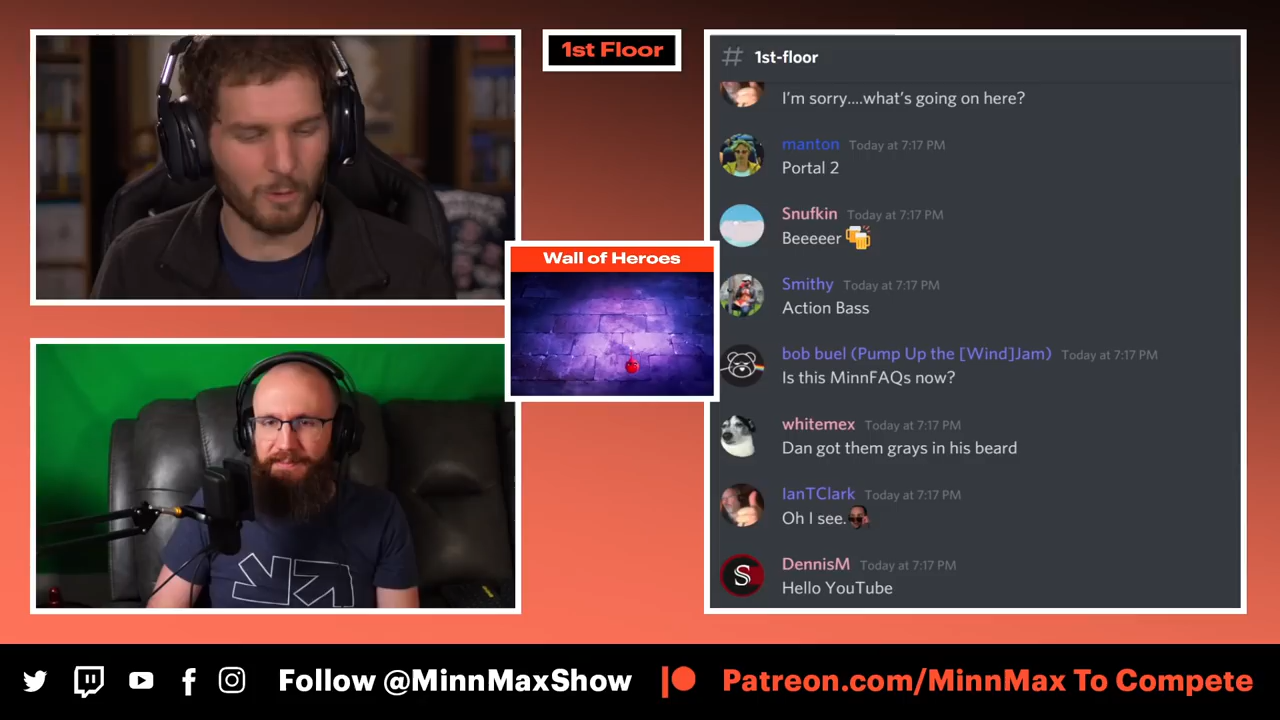 1st Floor
# 1st-floor
I'm sorry....what's going on here?
manton Today at 7:17 PM
Portal 2
Snufkin Today at 7:17 PM
Beeeeer
Smithy Today at 7:17 PM
Action Bass
bob buel (Pump Up the [Wind]Jam) Today at 7:17 PM
Is this MinnFAQs now?
whitemex Today at 7:17 PM
Dan got them grays in his beard
IanTClark Today at 7:17 PM
Oh I see.
DennisM Today at 7:17 PM
Hello YouTube
Wall of Heroes
Follow @MinnMaxShow
Patreon.com/MinnMax To Compete